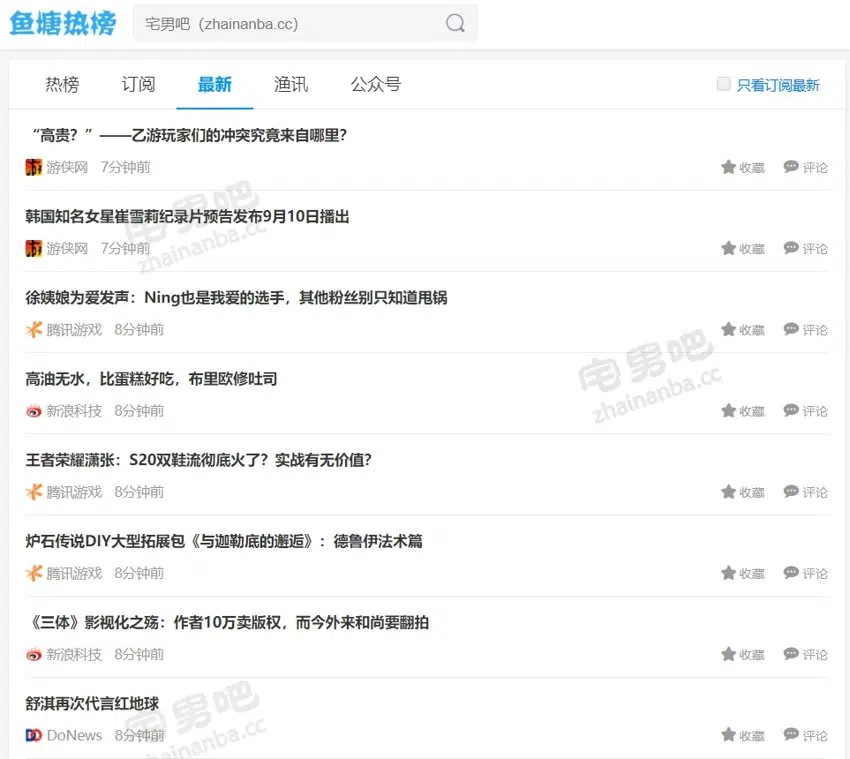 鱼塘热榜
宅男吧（zhainanba.cc）
热榜 订阅 最新 渔讯 公众号 只看订阅最新
“高贵？”——乙游玩家们的冲突究竟来自哪里？
游侠网 7分钟前 收藏 评论
韩国知名女星崔雪莉纪录片预告发布9月10日播出
游侠网 7分钟前 收藏 评论
宅男吧
zhainanba.cc
徐姨娘为爱发声：Ning也是我爱的选手，其他粉丝别只知道甩锅
腾讯游戏 8分钟前 收藏 评论
高油无水，比蛋糕好吃，布里欧修吐司
新浪科技 8分钟前 收藏 评论
宅男吧
zhainanba.cc
王者荣耀潇张：S20双鞋流彻底火了？实战有无价值？
腾讯游戏 8分钟前 收藏 评论
炉石传说DIY大型拓展包《与迦勒底的邂逅》：德鲁伊法术篇
腾讯游戏 8分钟前 收藏 评论
《三体》影视化之殇：作者10万卖版权，而今外来和尚要翻拍
新浪科技 8分钟前 收藏 评论
舒淇再次代言红地球
DoNews 8分钟前 收藏 评论
宅男吧
zhainanba.cc